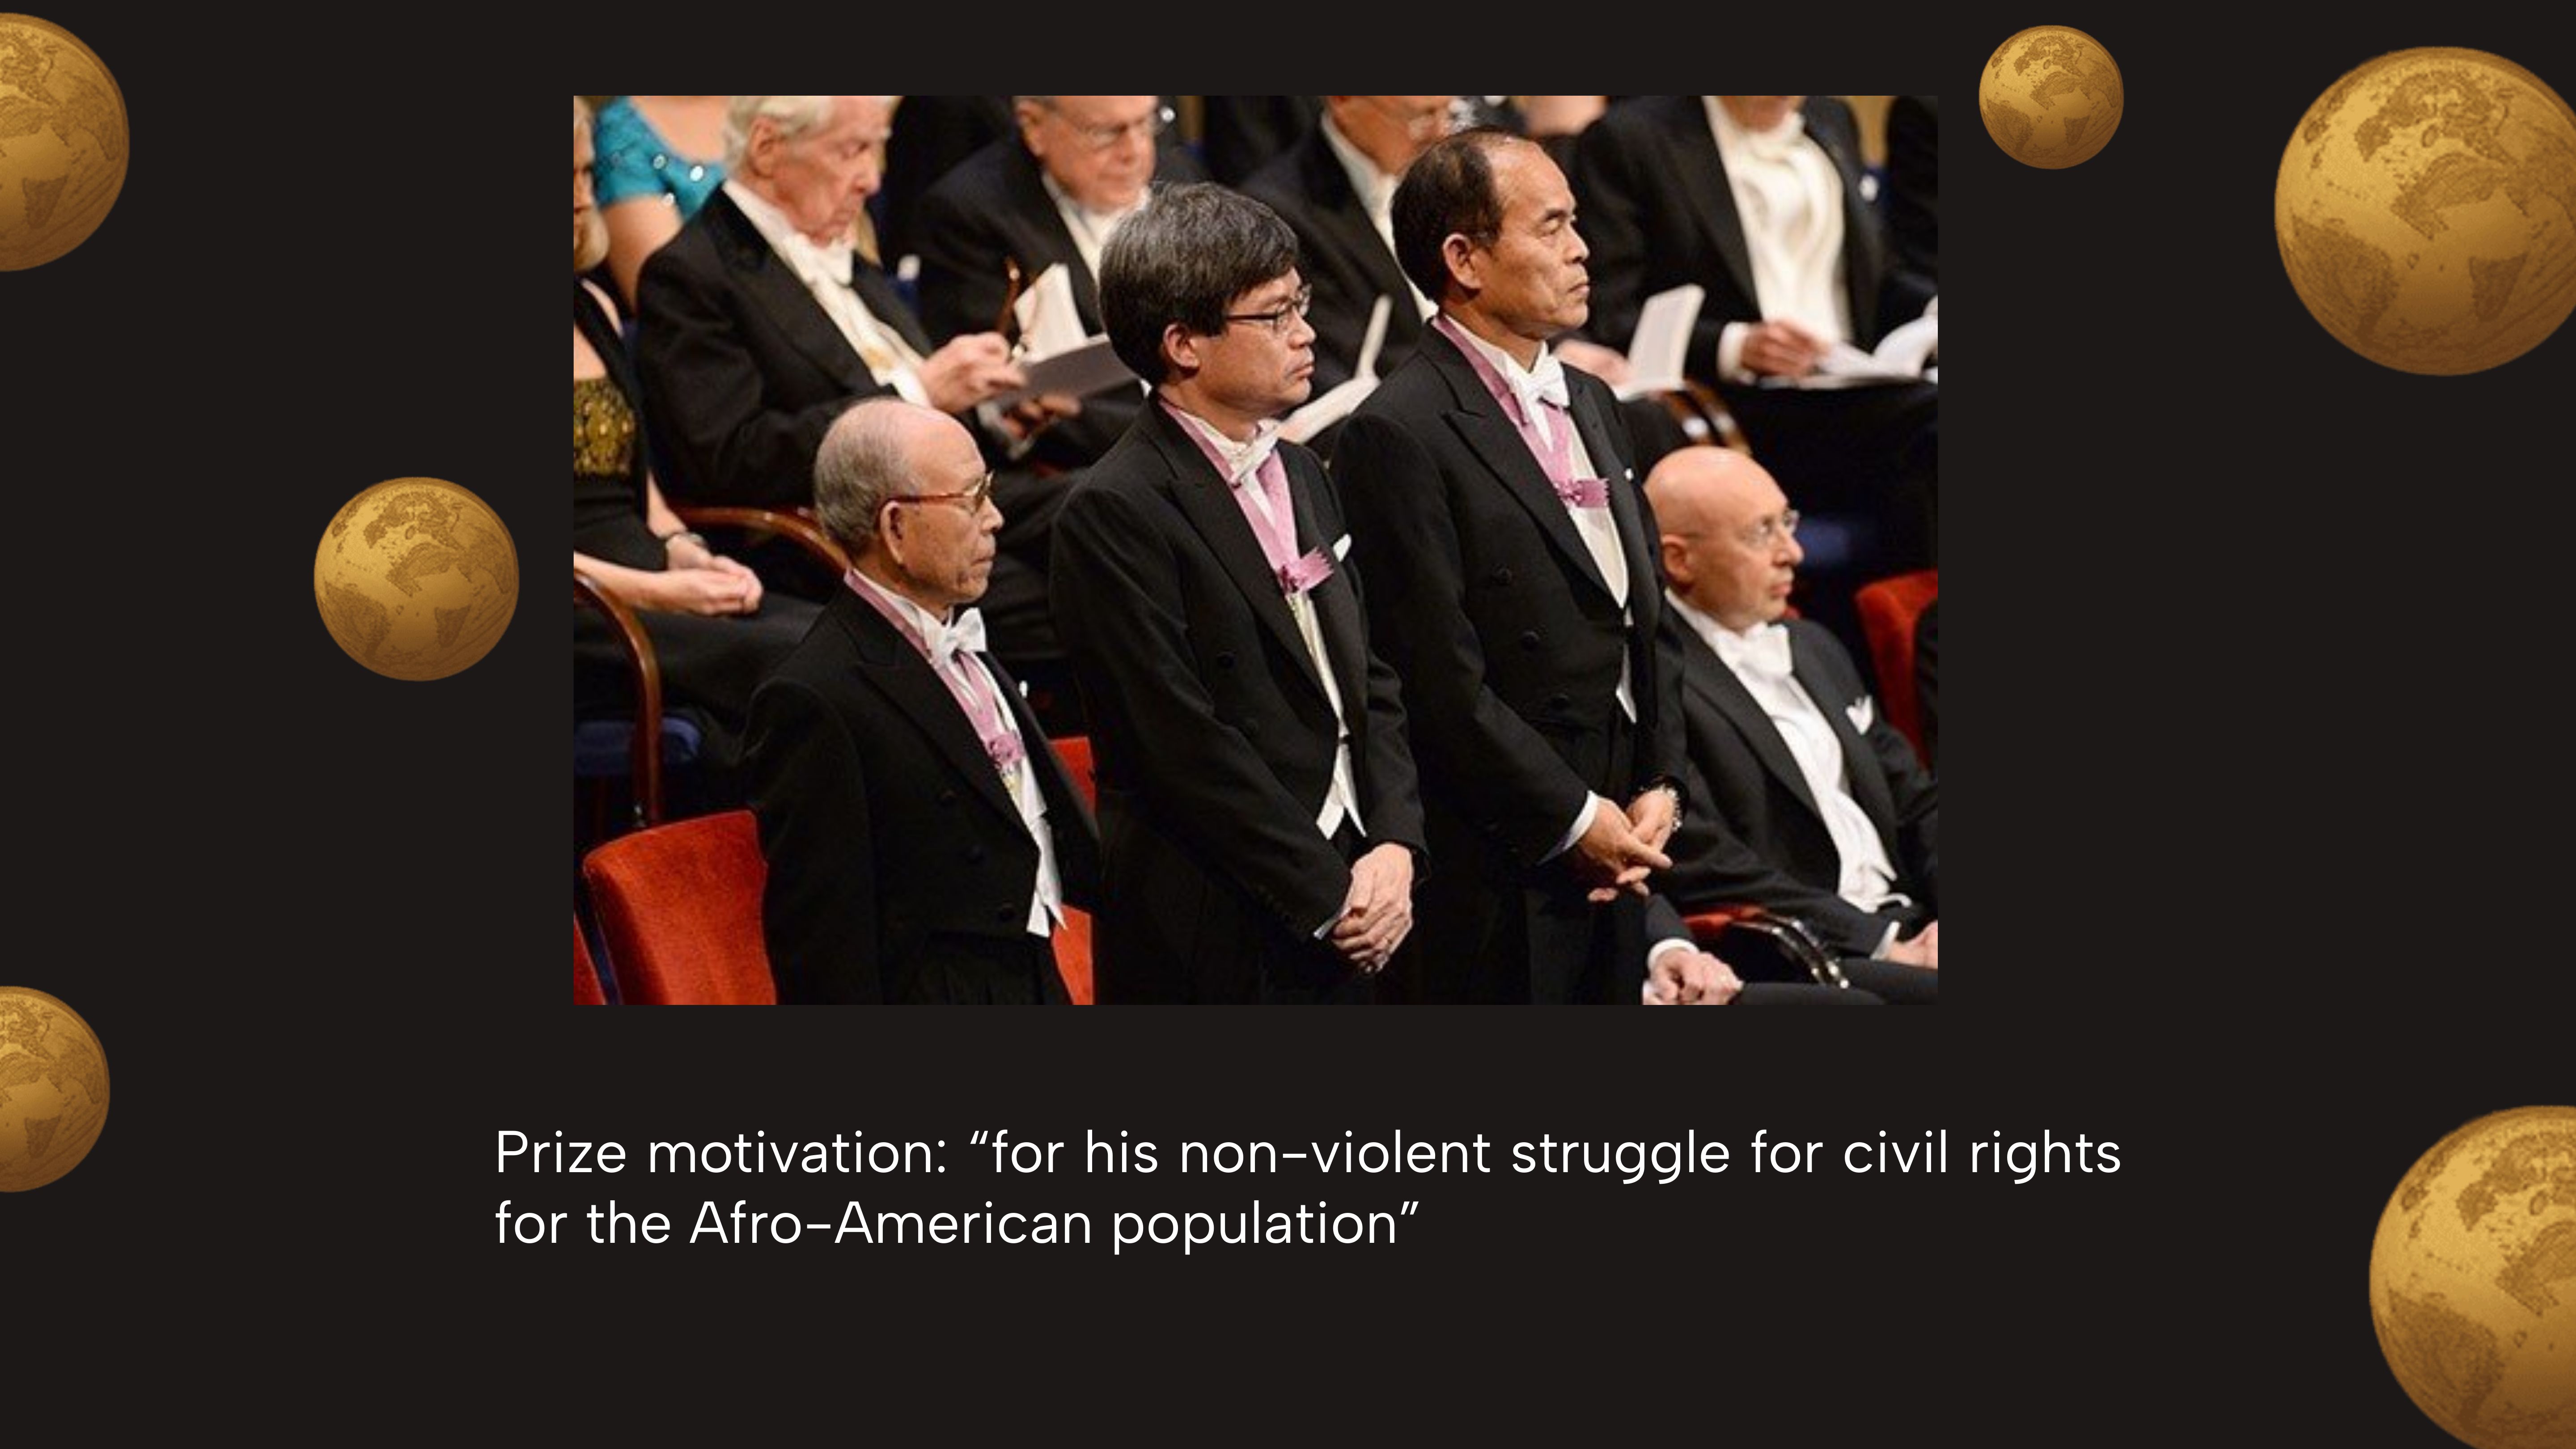 Prize motivation: “for his non-violent struggle for civil rights
for the Afro-American population”